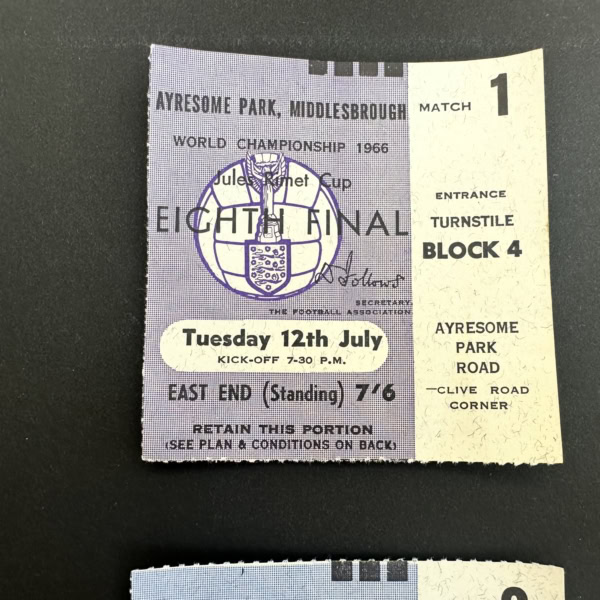 AYRESOME PARK, MIDDLESBROUGH
WORLD CHAMPIONSHIP 1966
Jules Rimet Cup
EIGHTH FINAL
D Follows
SECRETARY.
THE FOOTBALL ASSOCIATION
Tuesday 12th July
KICK-OFF 7-30 P.M.
EAST END (Standing) 7'6
RETAIN THIS PORTION
(SEE PLAN & CONDITIONS ON BACK)
MATCH 1
ENTRANCE
TURNSTILE
BLOCK 4
AYRESOME
PARK
ROAD
—CLIVE ROAD
CORNER